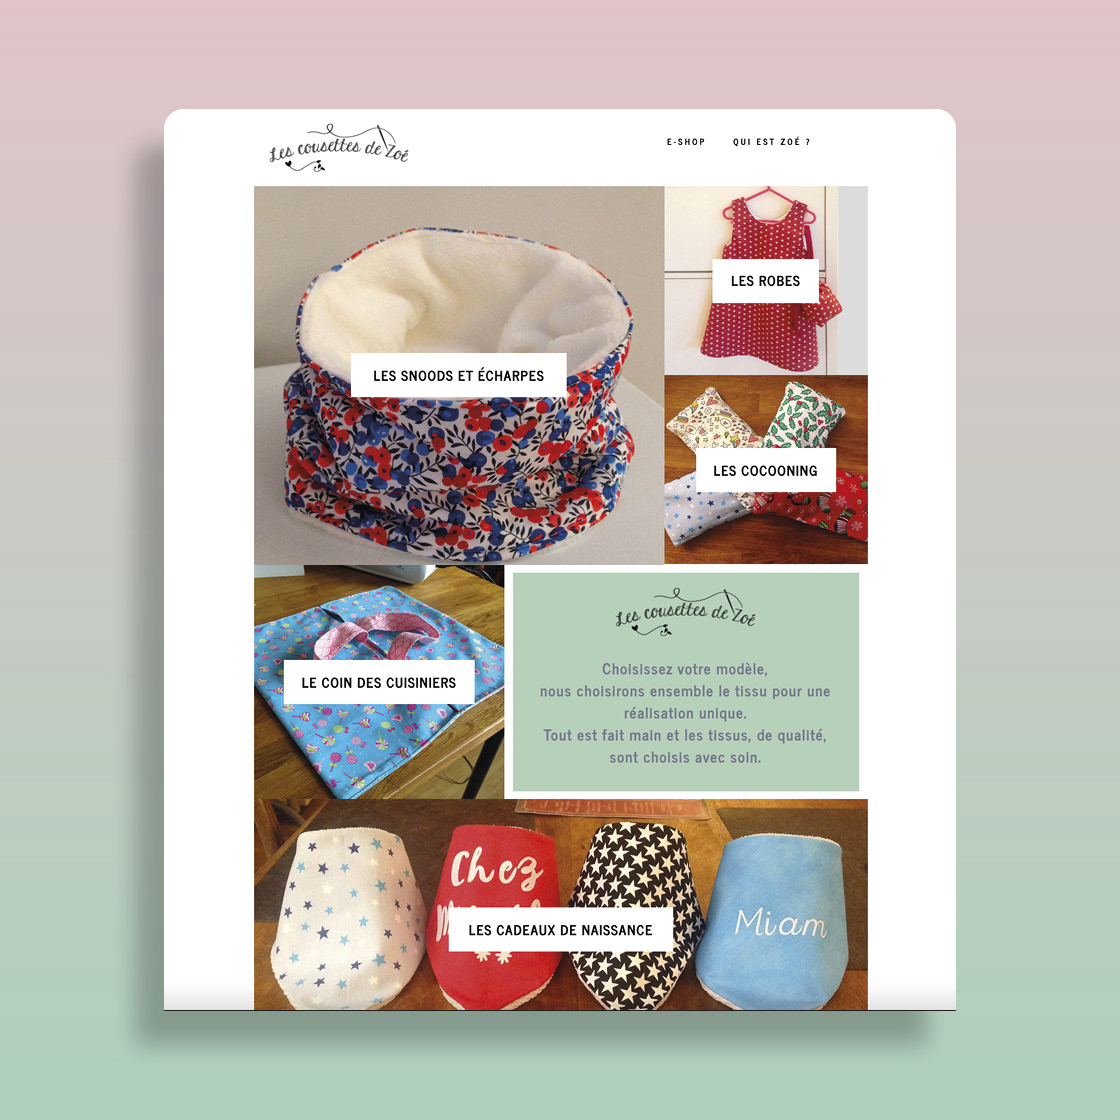 Les cousettes de Zoé
E-SHOP
QUI EST ZOÉ ?
LES SNOODS ET ÉCHARPES
LES ROBES
LES COCOONING
LE COIN DES CUISINIERS
Les cousettes de Zoé
Choisissez votre modèle,
nous choisirons ensemble le tissu pour une
réalisation unique.
Tout est fait main et les tissus, de qualité,
sont choisis avec soin.
Chez
LES CADEAUX DE NAISSANCE
Miam